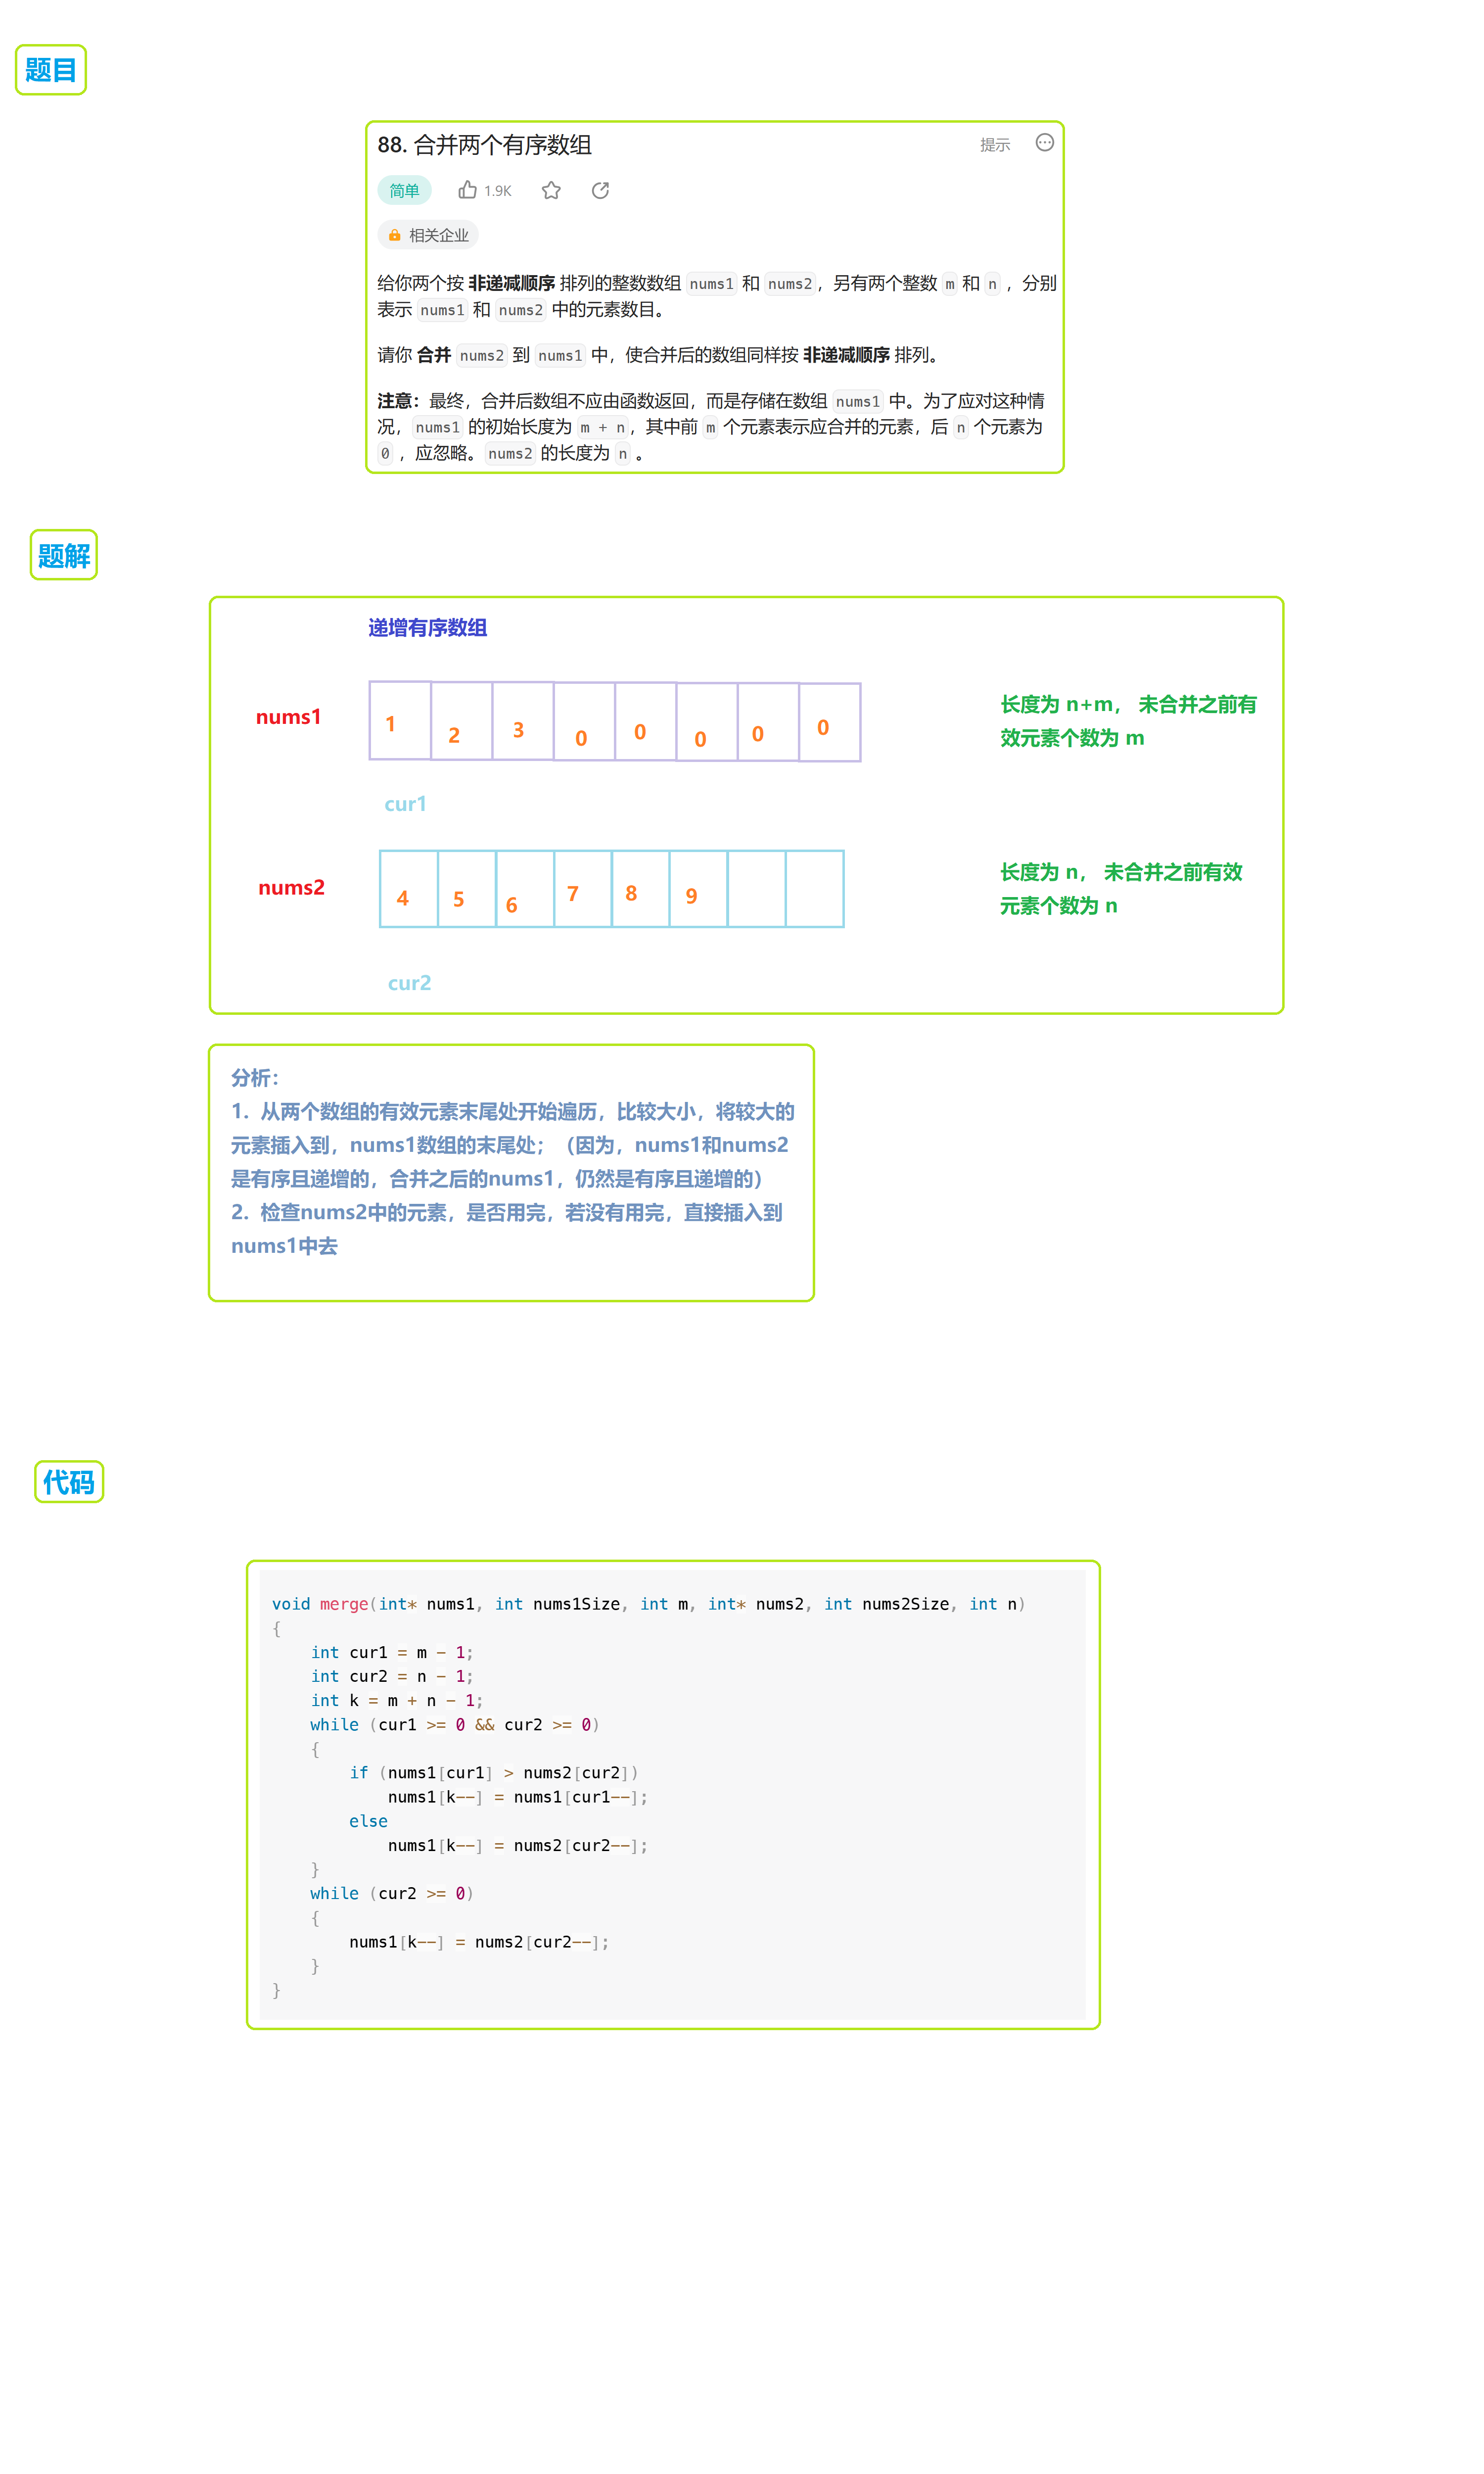 题目
88. 合并两个有序数组 提示
简单 1.9K
相关企业
给你两个按 非递减顺序 排列的整数数组 nums1 和 nums2，另有两个整数 m 和 n ，分别
表示 nums1 和 nums2 中的元素数目。
请你 合并 nums2 到 nums1 中，使合并后的数组同样按 非递减顺序 排列。
注意：最终，合并后数组不应由函数返回，而是存储在数组 nums1 中。为了应对这种情
况，nums1 的初始长度为 m + n，其中前 m 个元素表示应合并的元素，后 n 个元素为
0 ，应忽略。nums2 的长度为 n 。
题解
递增有序数组
nums1
1 2 3 0 0 0 0 0
长度为 n+m， 未合并之前有
效元素个数为 m
cur1
nums2
4 5 6 7 8 9
长度为 n， 未合并之前有效
元素个数为 n
cur2
分析：
1. 从两个数组的有效元素末尾处开始遍历，比较大小，将较大的
元素插入到，nums1数组的末尾处；（因为，nums1和nums2
是有序且递增的，合并之后的nums1，仍然是有序且递增的）
2. 检查nums2中的元素，是否用完，若没有用完，直接插入到
nums1中去
代码
void merge(int* nums1, int nums1Size, int m, int* nums2, int nums2Size, int n)
{
    int cur1 = m - 1;
    int cur2 = n - 1;
    int k = m + n - 1;
    while (cur1 >= 0 && cur2 >= 0)
    {
        if (nums1[cur1] > nums2[cur2])
            nums1[k--] = nums1[cur1--];
        else
            nums1[k--] = nums2[cur2--];
    }
    while (cur2 >= 0)
    {
        nums1[k--] = nums2[cur2--];
    }
}